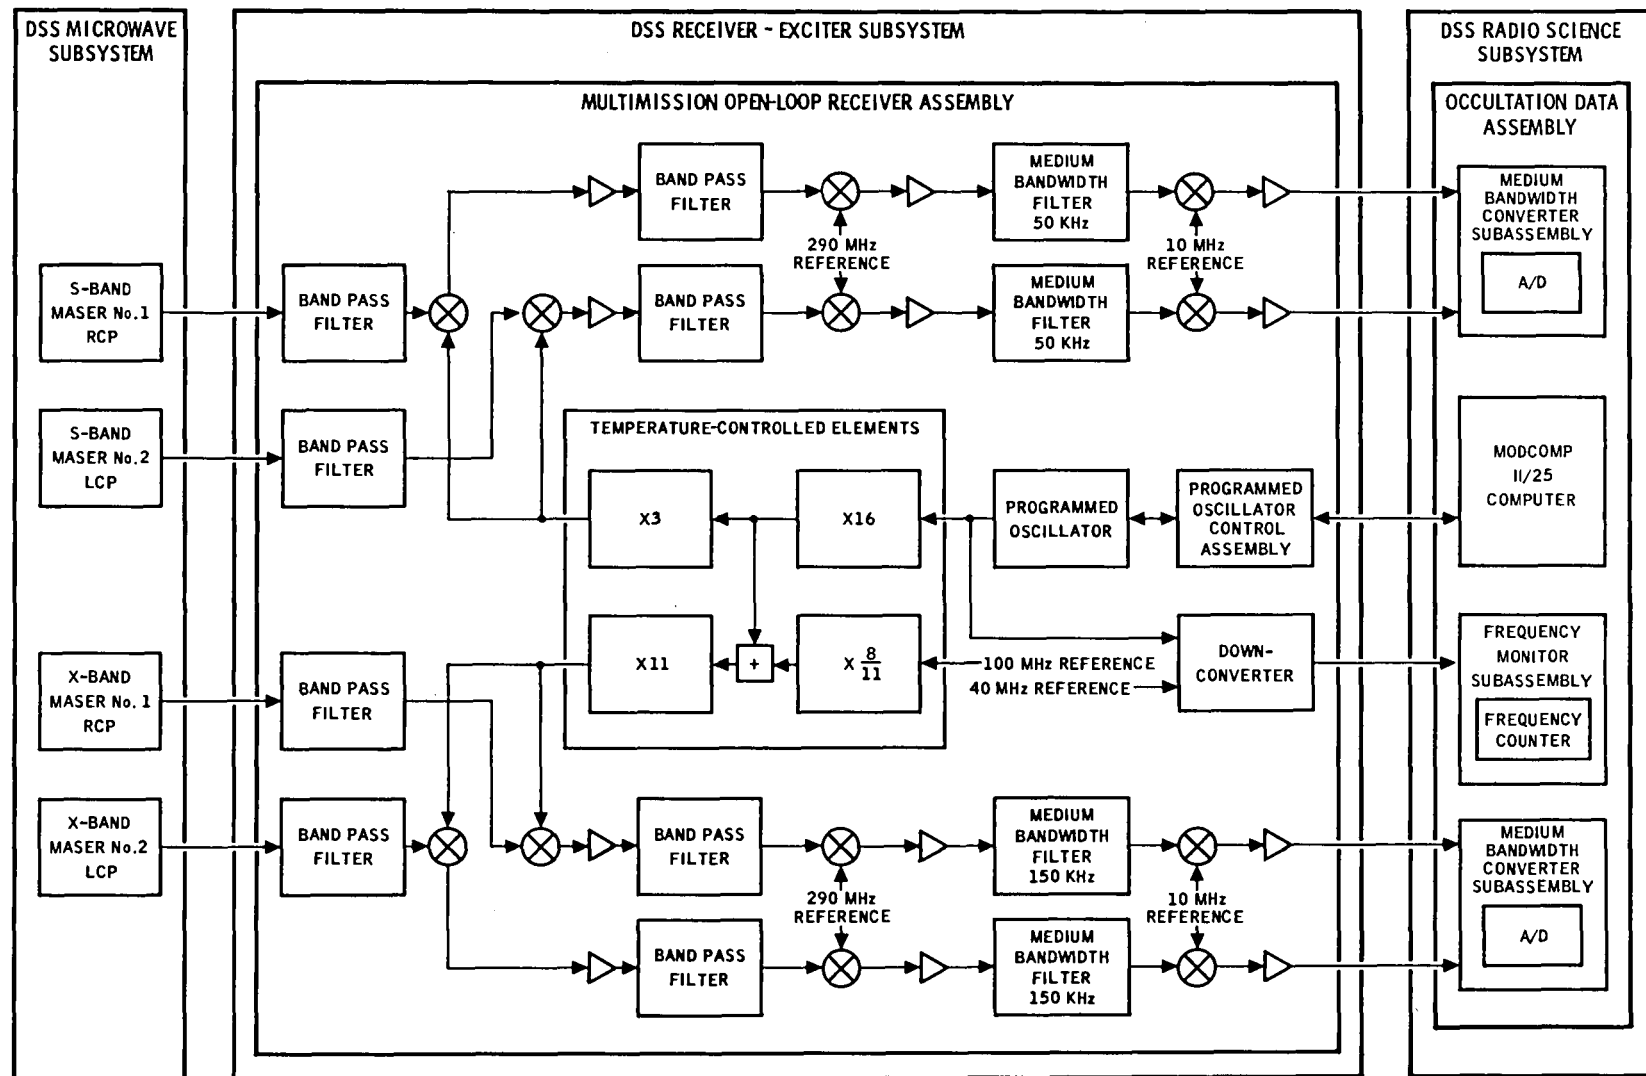 DSS MICROWAVE
SUBSYSTEM
DSS RECEIVER - EXCITER SUBSYSTEM
DSS RADIO SCIENCE
SUBSYSTEM
MULTIMISSION OPEN-LOOP RECEIVER ASSEMBLY
OCCULTATION DATA
ASSEMBLY
BAND PASS
FILTER
MEDIUM
BANDWIDTH
FILTER
50 KHz
MEDIUM
BANDWIDTH
CONVERTER
SUBASSEMBLY
A/D
290 MHz
REFERENCE
10 MHz
REFERENCE
S-BAND
MASER No. 1
RCP
BAND PASS
FILTER
BAND PASS
FILTER
MEDIUM
BANDWIDTH
FILTER
50 KHz
S-BAND
MASER No. 2
LCP
BAND PASS
FILTER
TEMPERATURE-CONTROLLED ELEMENTS
X3
X16
PROGRAMMED
OSCILLATOR
PROGRAMMED
OSCILLATOR
CONTROL
ASSEMBLY
MODCOMP
II/25
COMPUTER
X11
+
X 8/11
100 MHz REFERENCE
40 MHz REFERENCE
DOWN-
CONVERTER
FREQUENCY
MONITOR
SUBASSEMBLY
FREQUENCY
COUNTER
X-BAND
MASER No. 1
RCP
BAND PASS
FILTER
X-BAND
MASER No. 2
LCP
BAND PASS
FILTER
BAND PASS
FILTER
MEDIUM
BANDWIDTH
FILTER
150 KHz
MEDIUM
BANDWIDTH
CONVERTER
SUBASSEMBLY
A/D
290 MHz
REFERENCE
10 MHz
REFERENCE
BAND PASS
FILTER
MEDIUM
BANDWIDTH
FILTER
150 KHz